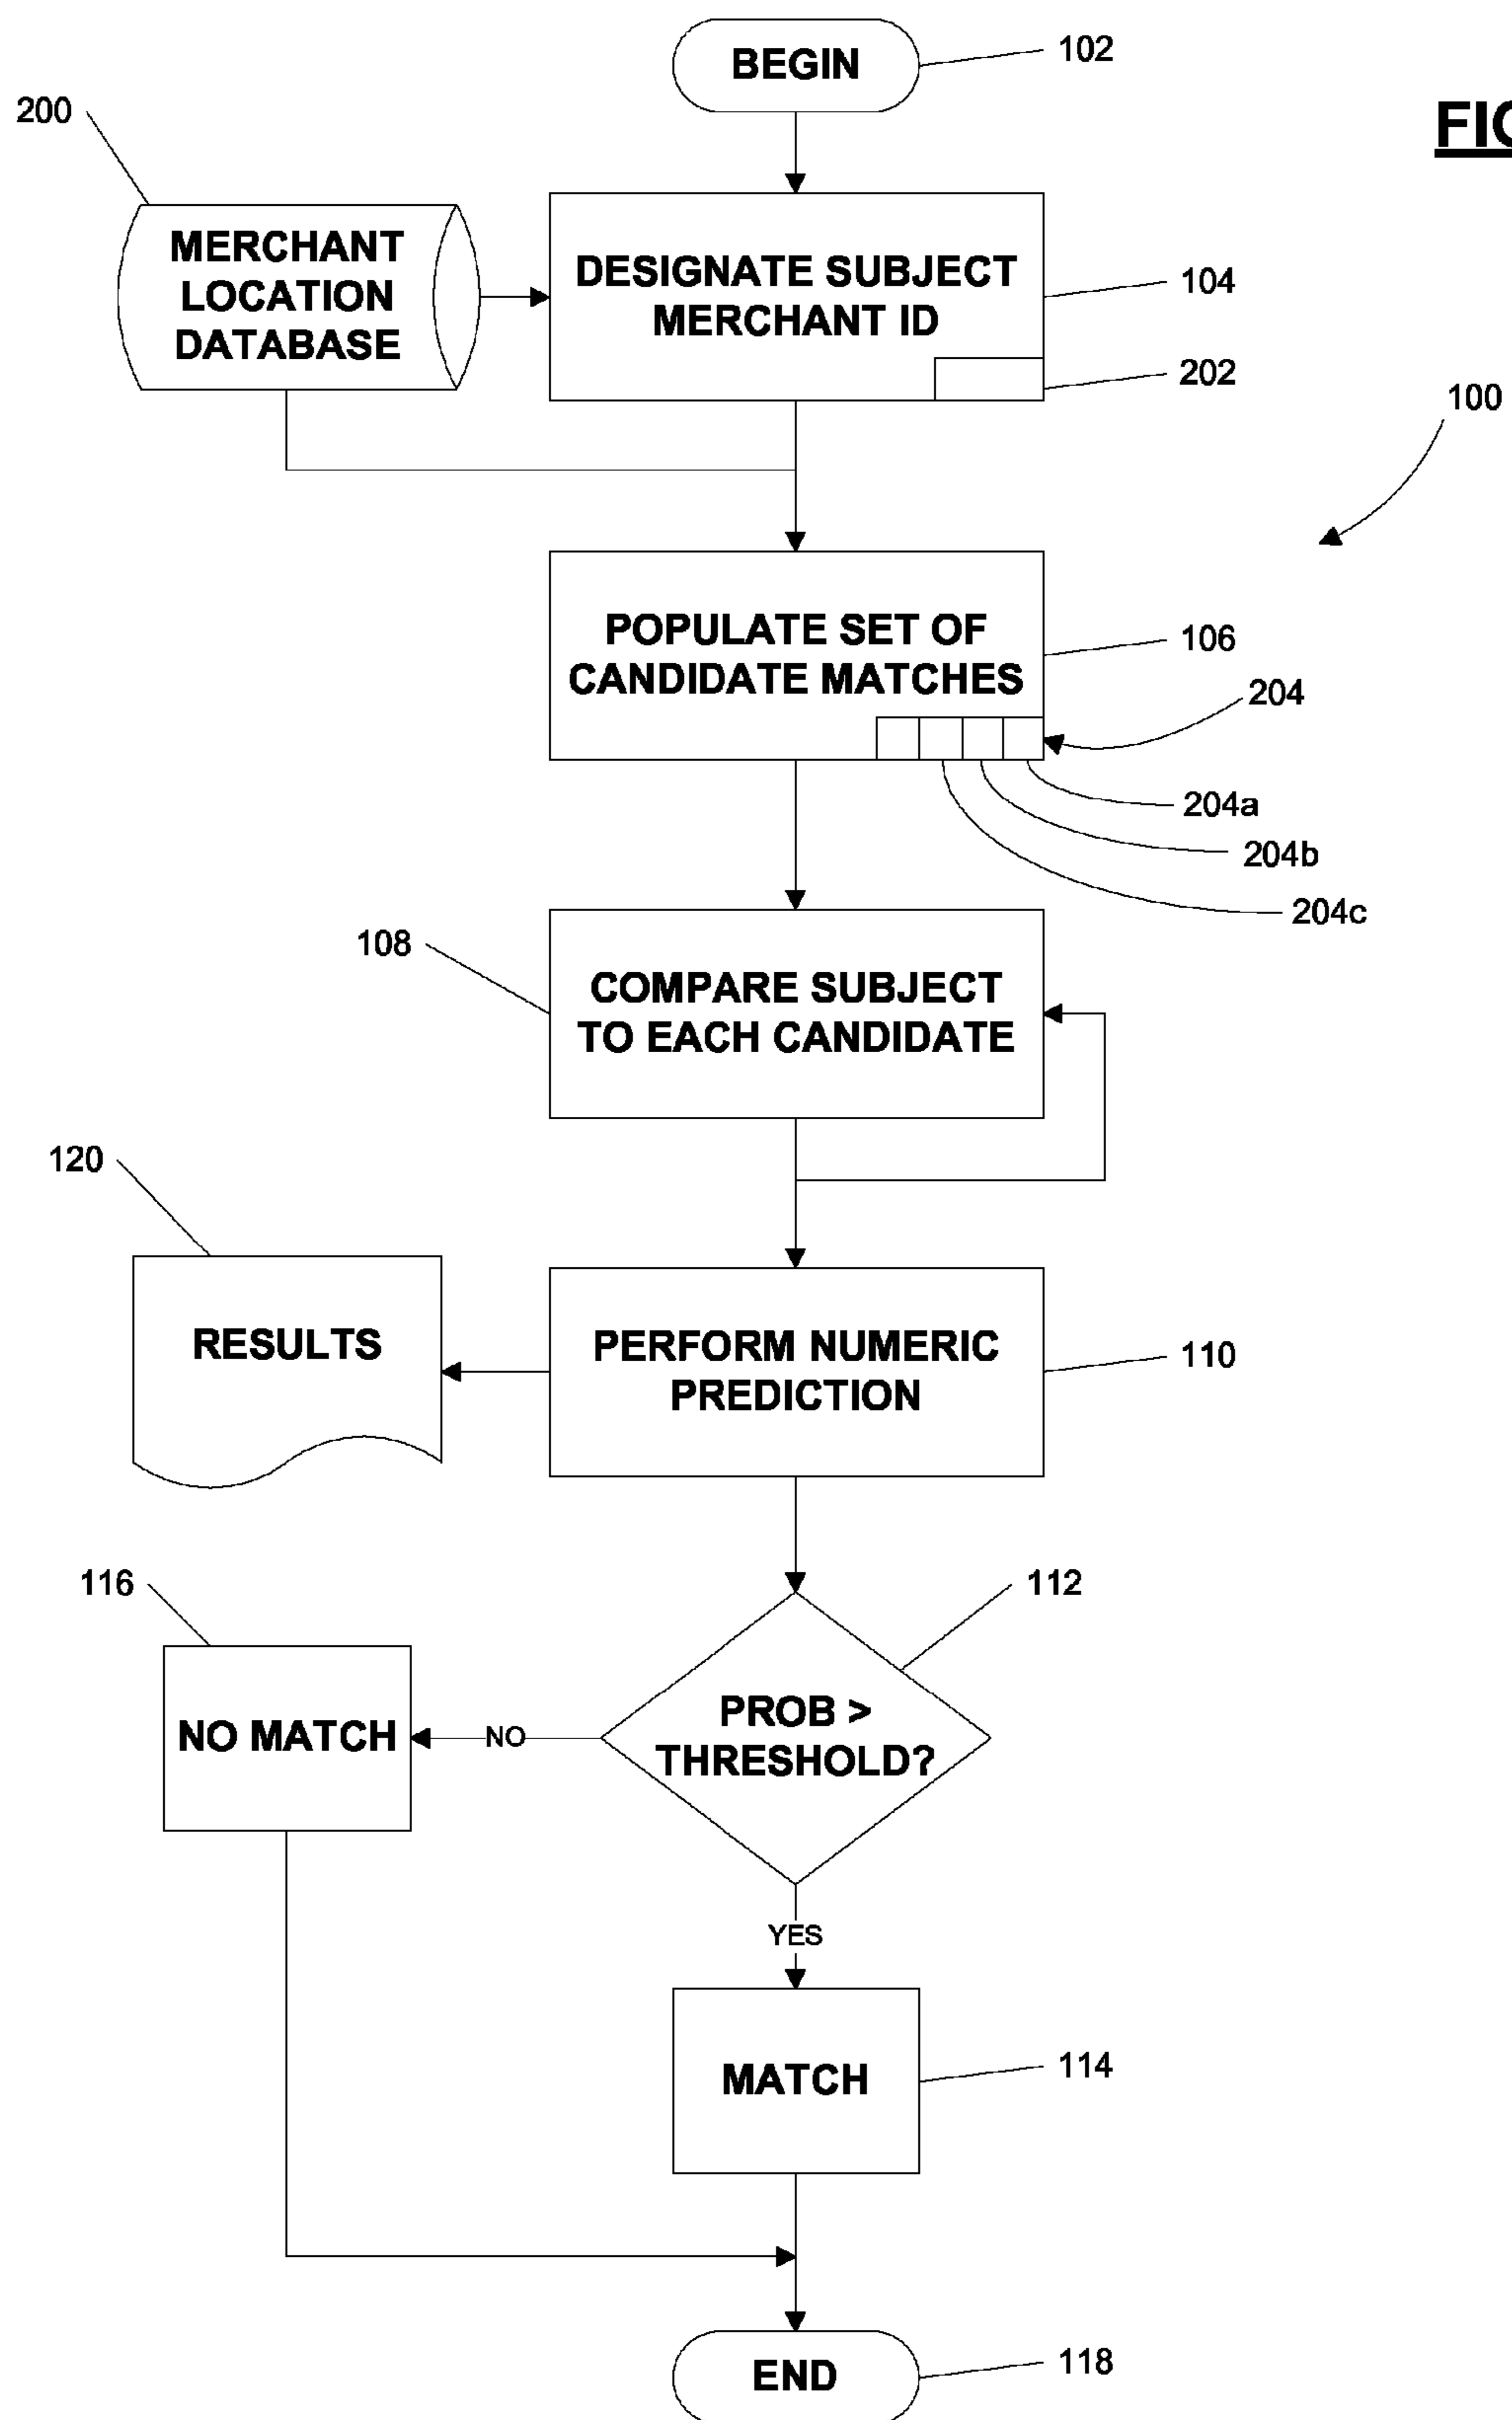 BEGIN
102
200
FIG
MERCHANT
LOCATION
DATABASE
DESIGNATE SUBJECT
MERCHANT ID
104
202
100
POPULATE SET OF
CANDIDATE MATCHES
106
204
204a
204b
204c
108
COMPARE SUBJECT
TO EACH CANDIDATE
120
RESULTS
PERFORM NUMERIC
PREDICTION
110
116
112
NO MATCH
NO
PROB >
THRESHOLD?
YES
MATCH
114
END
118